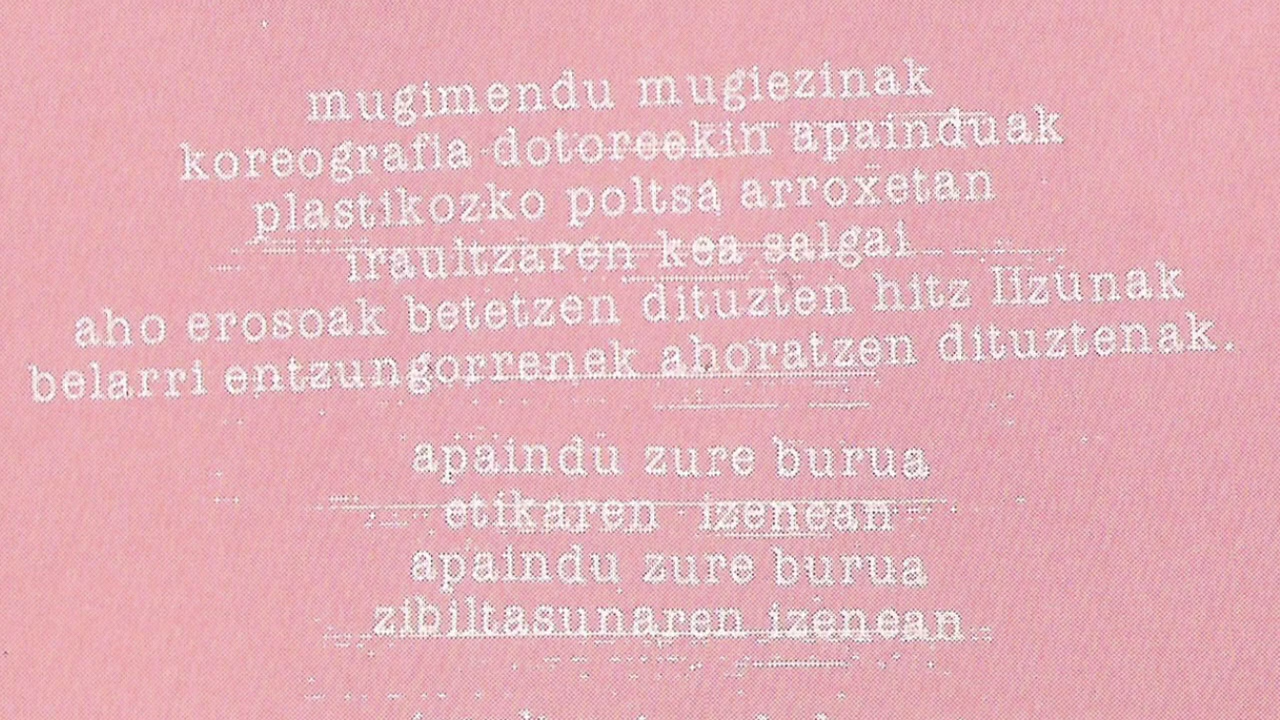 mugimendu mugiezinak
koreografia dotoreekin apainduak
plastikozko poltsa arroxetan
iraultzaren kea salgai
aho erosoak betetzen dituzten hitz lizunak
belarri entzungorrenek ahoratzen dituztenak.
apaindu zure burua
etikaren izenean
apaindu zure burua
zibiltasunaren izenean